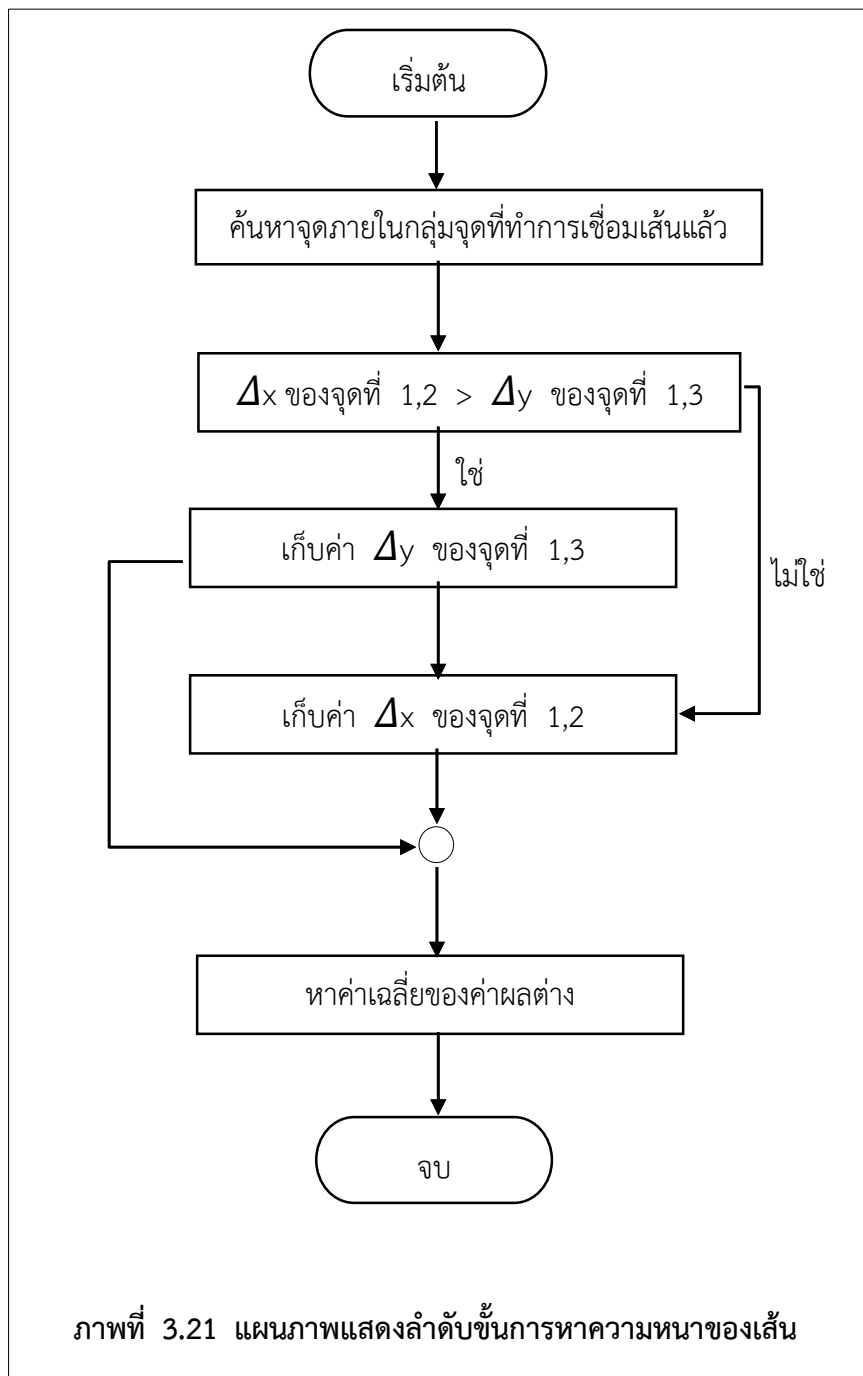 เริ่มต้น
ค้นหาจุดภายในกลุ่มจุดที่ทำการเชื่อมเส้นแล้ว
Δx ของจุดที่ 1,2 > Δy ของจุดที่ 1,3
ใช่
เก็บค่า Δy ของจุดที่ 1,3
ไม่ใช่
เก็บค่า Δx ของจุดที่ 1,2
หาค่าเฉลี่ยของค่าผลต่าง
จบ
ภาพที่ 3.21 แผนภาพแสดงลำดับขั้นการหาความหนาของเส้น